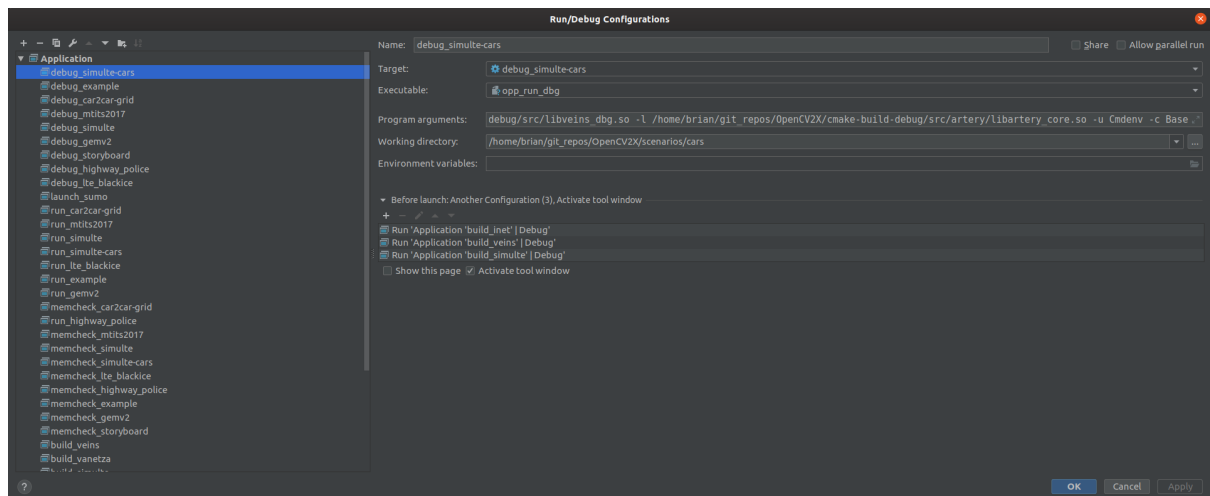 Run/Debug Configurations
Name: debug_simulte-cars
Share
Allow parallel run
Application
debug_simulte-cars
debug_example
debug_car2car-grid
debug_mtits2017
debug_simulte
debug_gemv2
debug_storyboard
debug_highway_police
debug_lte_blackice
launch_sumo
run_car2car-grid
run_mtits2017
run_simulte
run_simulte-cars
run_lte_blackice
run_example
run_gemv2
memcheck_car2car-grid
run_highway_police
memcheck_mtits2017
memcheck_simulte
memcheck_simulte-cars
memcheck_lte_blackice
memcheck_highway_police
memcheck_example
memcheck_gemv2
memcheck_storyboard
build_veins
build_vanetza
Target: debug_simulte-cars
Executable: opp_run_dbg
Program arguments: debug/src/libveins_dbg.so -l /home/brian/git_repos/OpenCV2X/cmake-build-debug/src/artery/libartery_core.so -u Cmdenv -c Base
Working directory: /home/brian/git_repos/OpenCV2X/scenarios/cars
...
Environment variables:
Before launch: Another Configuration (3), Activate tool window
Run 'Application 'build_inet' | Debug'
Run 'Application 'build_veins' | Debug'
Run 'Application 'build_simulte' | Debug'
Show this page
Activate tool window
?
OK
Cancel
Apply